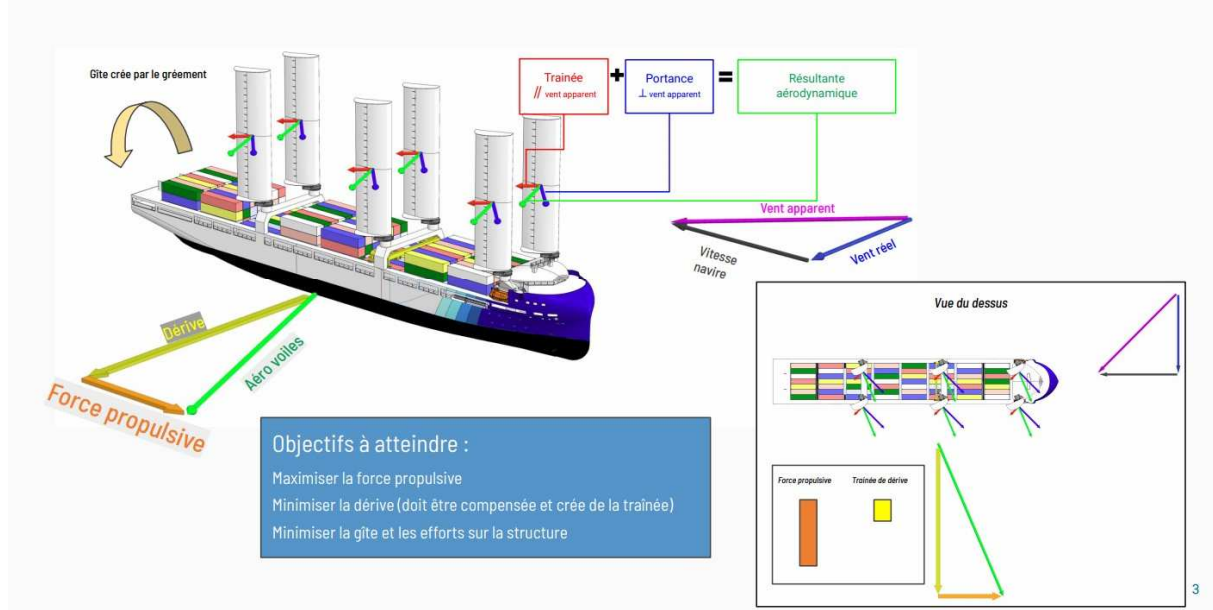 Gîte crée par le gréement
Trainée
// vent apparent
+
Portance
⊥ vent apparent
=
Résultante
aérodynamique
Vent apparent
Vitesse
navire
Vent réel
Dérive
Aéro voiles
Force propulsive
Objectifs à atteindre :
Maximiser la force propulsive
Minimiser la dérive (doit être compensée et crée de la traînée)
Minimiser la gîte et les efforts sur la structure
Vue du dessus
Force propulsive
Trainée de dérive
3